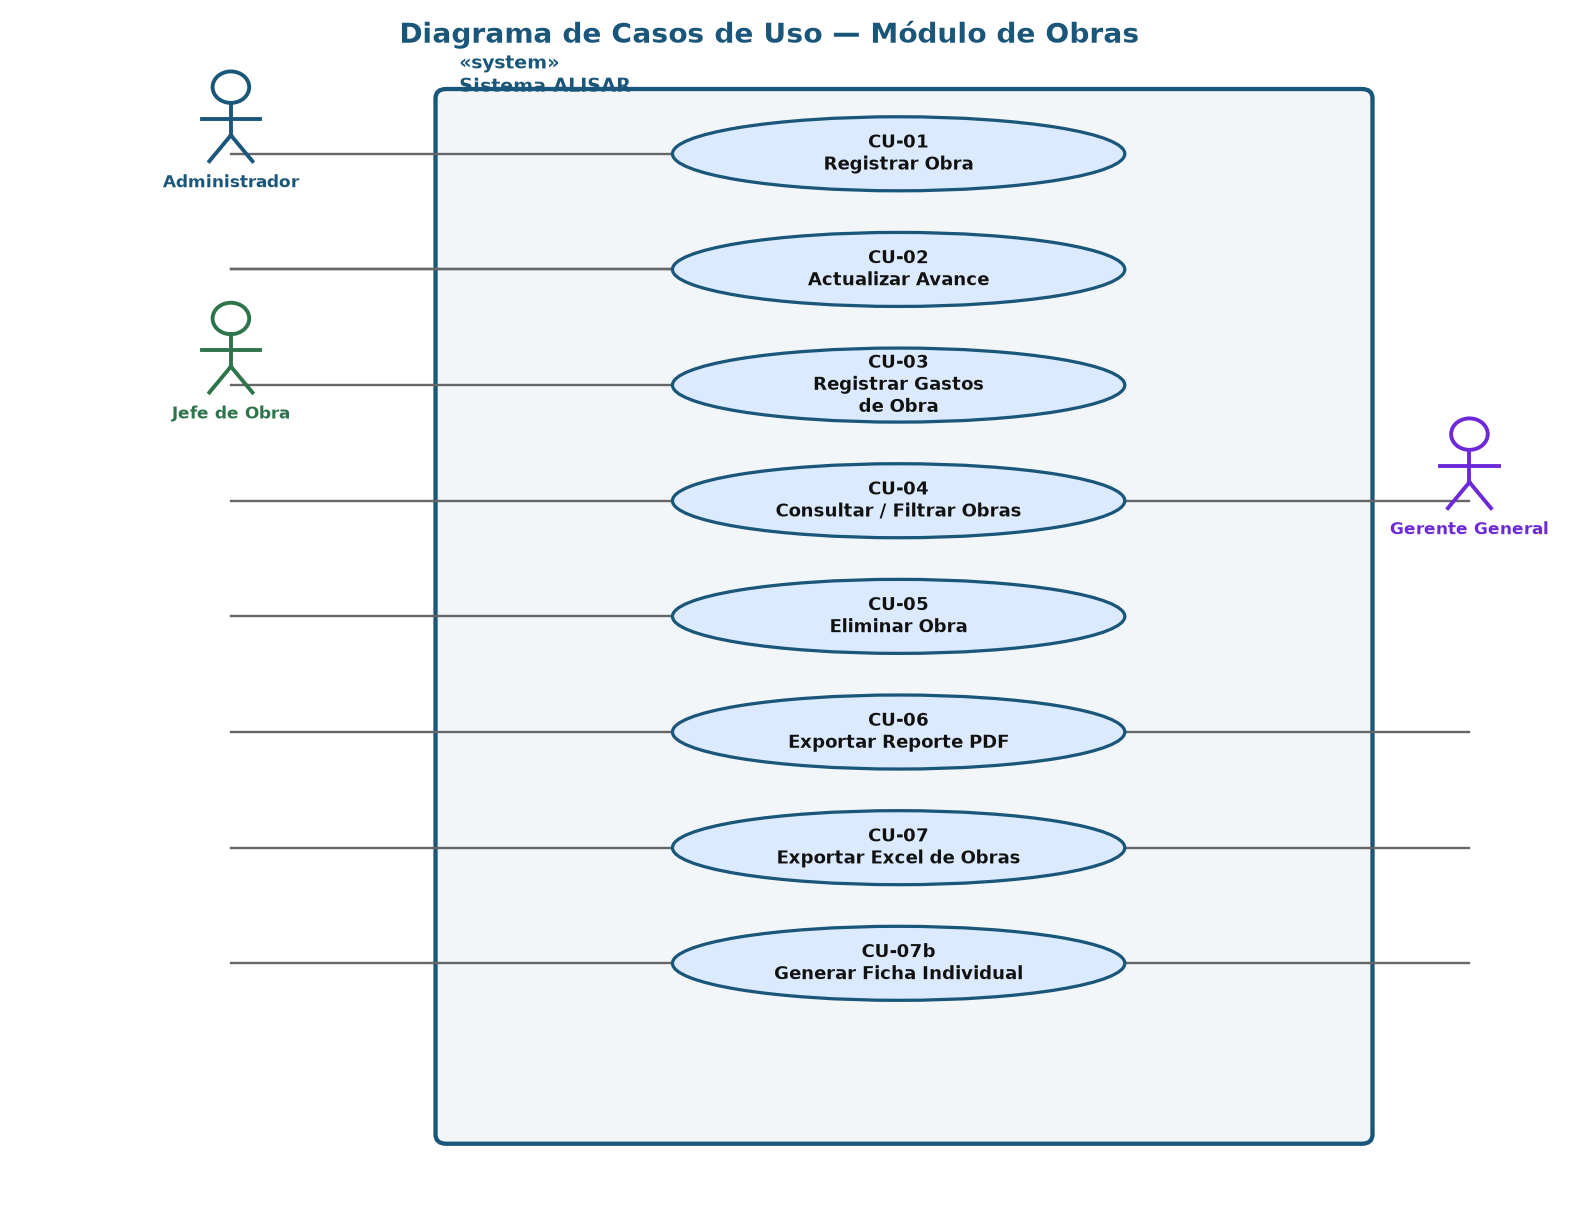 Diagrama de Casos de Uso — Módulo de Obras
«system»
Sistema ALISAR
Administrador
CU-01
Registrar Obra
CU-02
Actualizar Avance
Jefe de Obra
CU-03
Registrar Gastos
de Obra
CU-04
Consultar / Filtrar Obras
Gerente General
CU-05
Eliminar Obra
CU-06
Exportar Reporte PDF
CU-07
Exportar Excel de Obras
CU-07b
Generar Ficha Individual